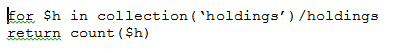 for $h in collection(‘holdings’)/holdings
return count($h)